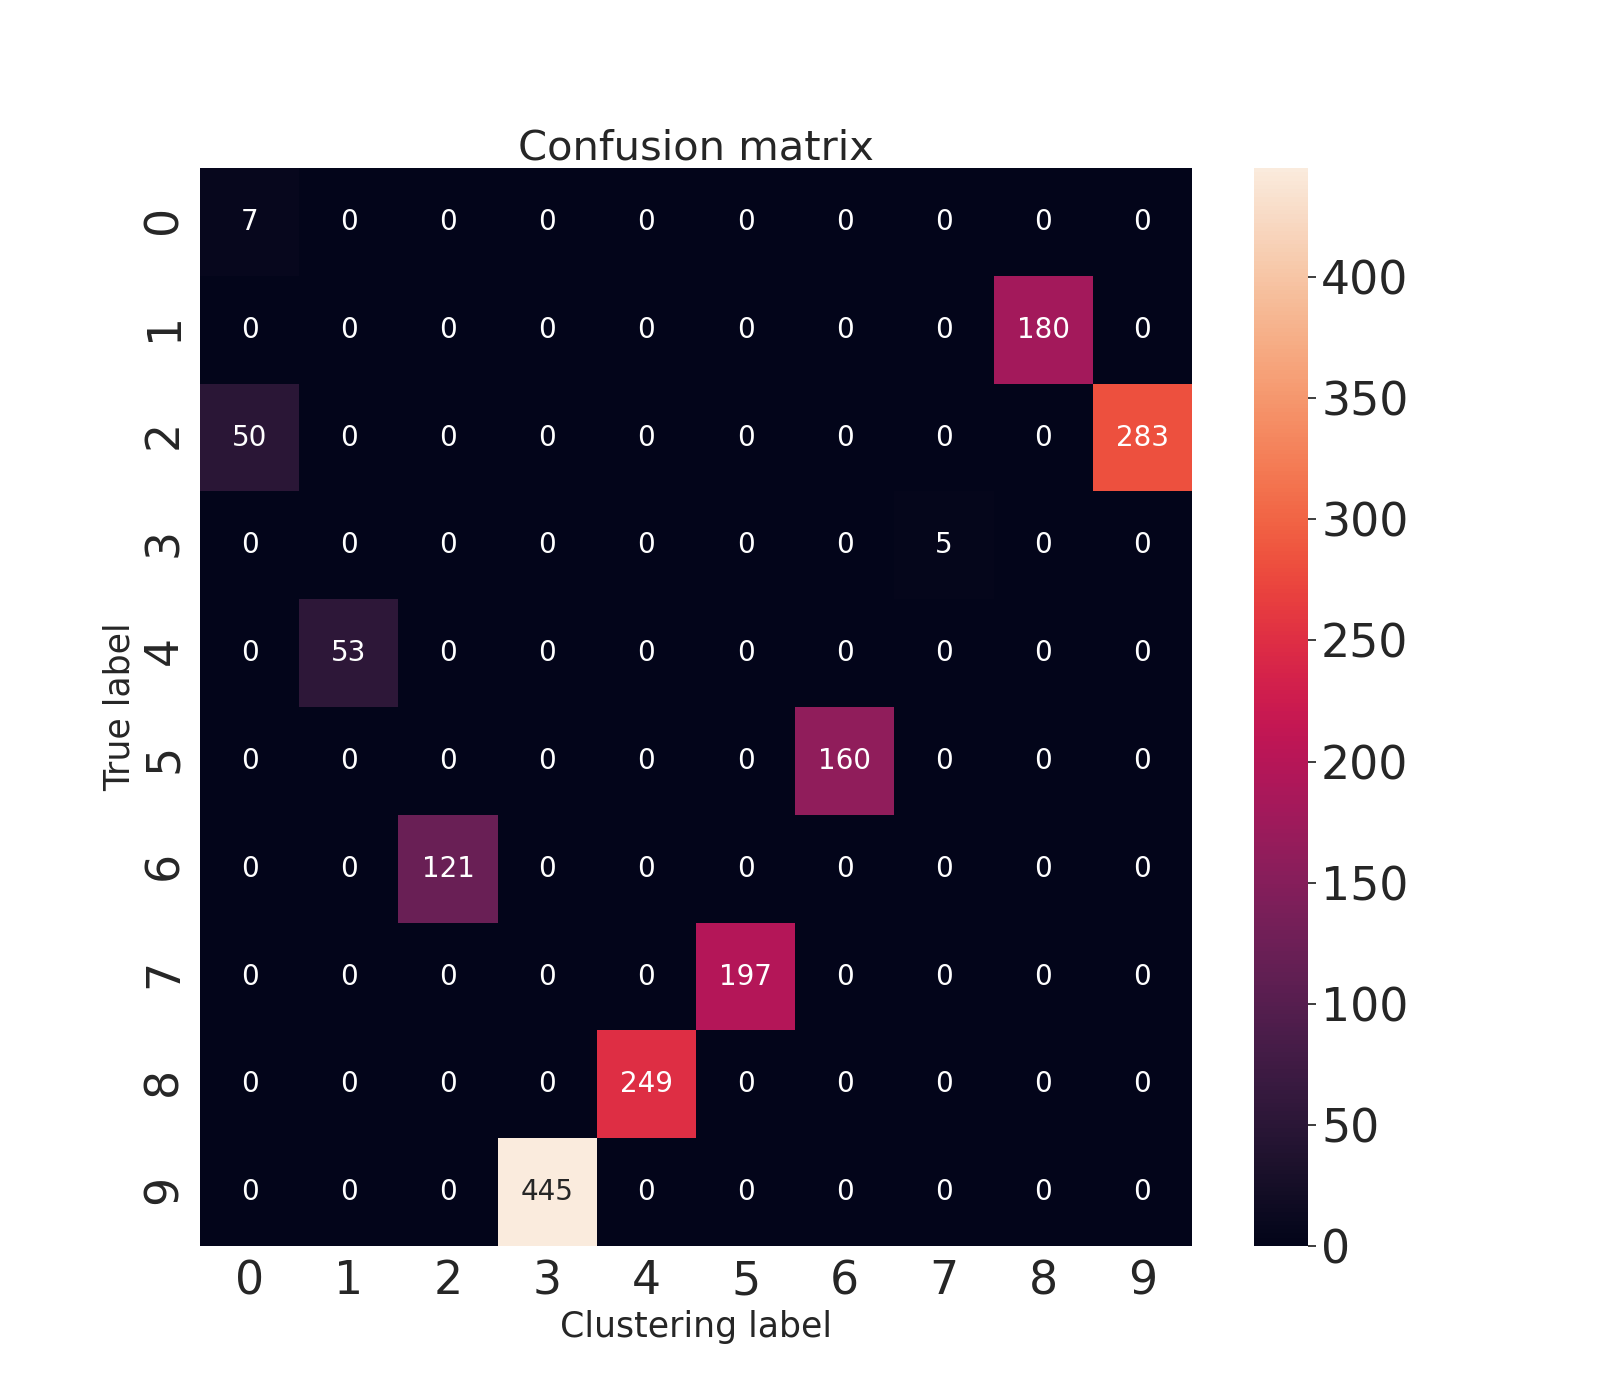 Confusion matrix
0 7 0 0 0 0 0 0 0 0 0
1 0 0 0 0 0 0 0 0 180 0
2 50 0 0 0 0 0 0 0 0 283
3 0 0 0 0 0 0 0 5 0 0
4 0 53 0 0 0 0 0 0 0 0
5 0 0 0 0 0 0 160 0 0 0
6 0 0 121 0 0 0 0 0 0 0
7 0 0 0 0 0 197 0 0 0 0
8 0 0 0 0 249 0 0 0 0 0
9 0 0 0 445 0 0 0 0 0 0
0 1 2 3 4 5 6 7 8 9
True label
Clustering label
400
350
300
250
200
150
100
50
0